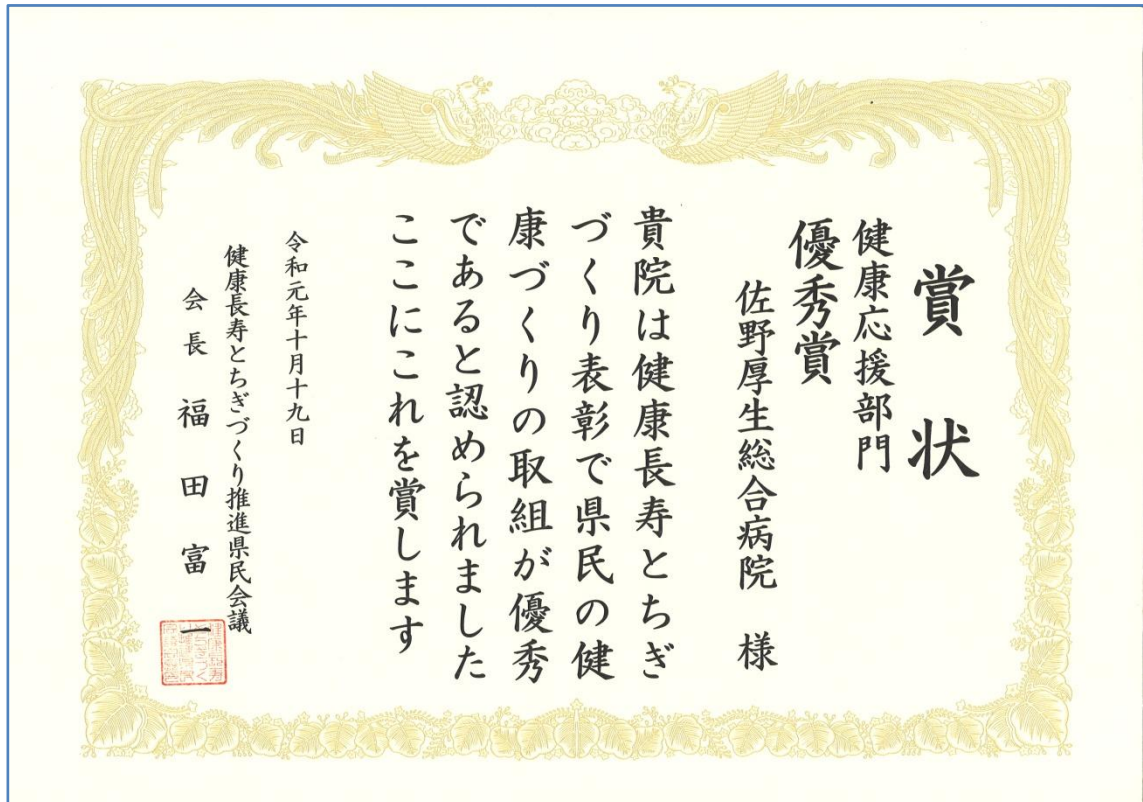 賞状
健康応援部門
優秀賞
佐野厚生総合病院 様
貴院は健康長寿とちぎ
づくり表彰で県民の健
康づくりの取組が優秀
であると認められました
ここにこれを賞します
令和元年十月十九日
健康長寿とちぎづくり推進県民会議
会長 福田富一